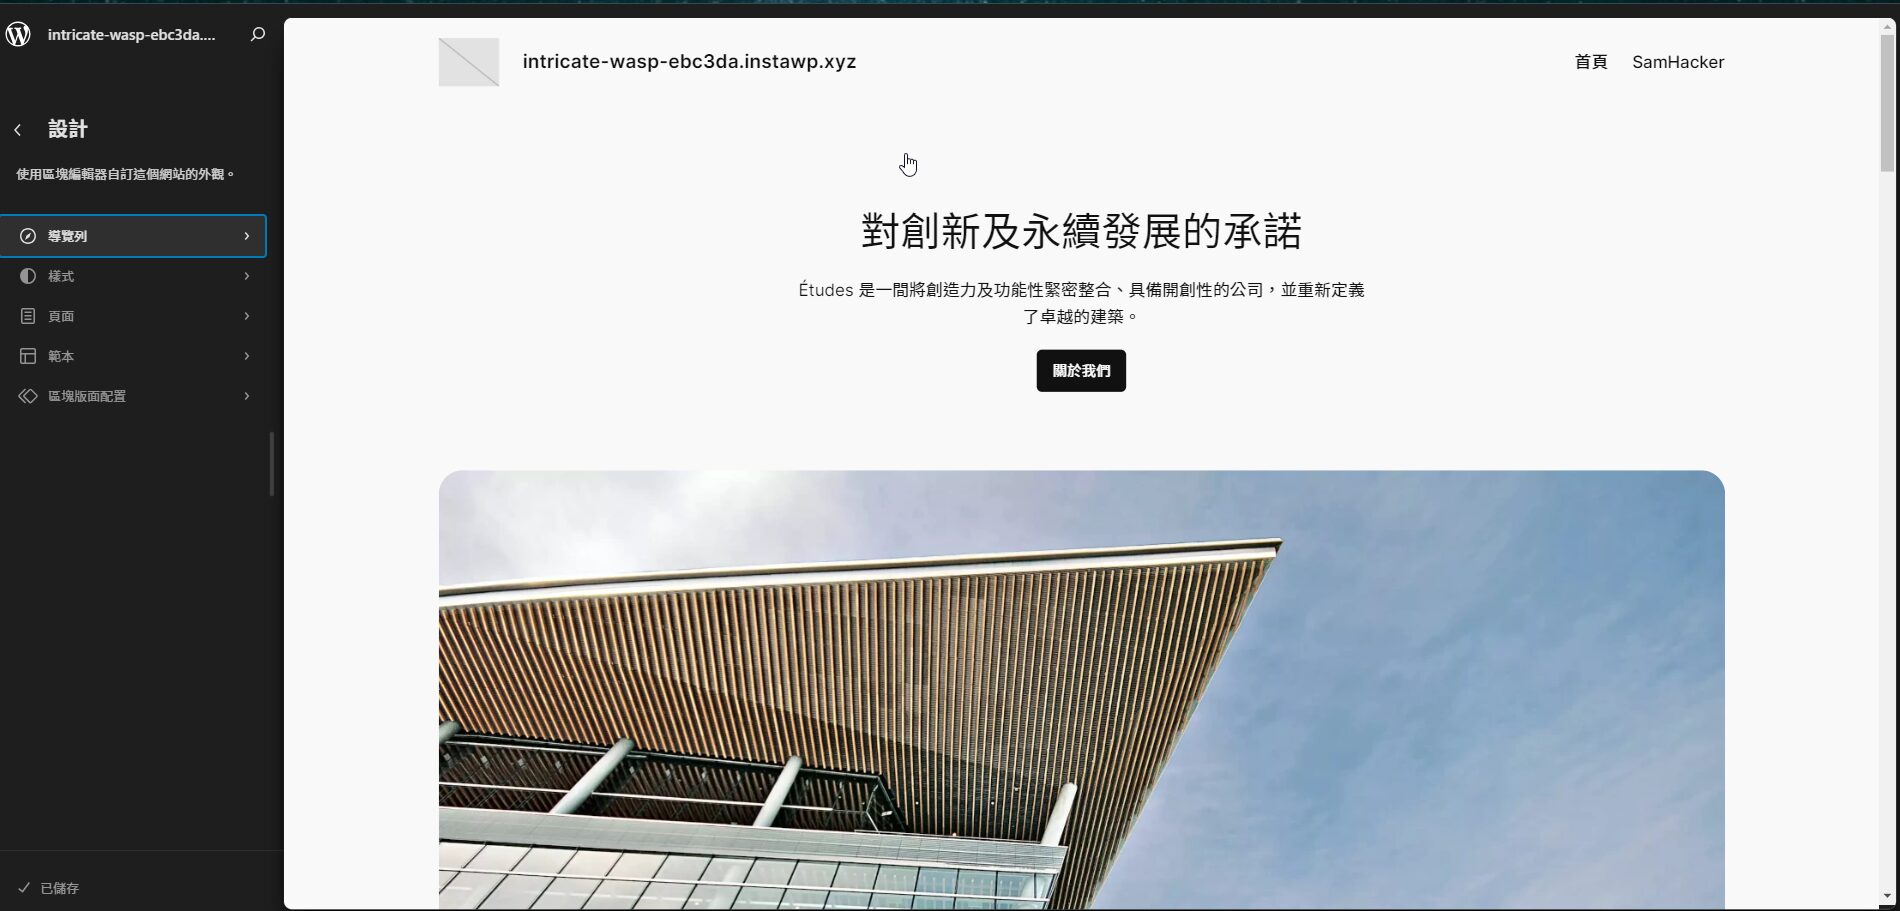 intricate-wasp-ebc3da....
設計
使用區塊編輯器自訂這個網站的外觀。
導覽列
樣式
頁面
範本
區塊版面配置
已儲存
intricate-wasp-ebc3da.instawp.xyz
首頁 SamHacker
對創新及永續發展的承諾
Études 是一間將創造力及功能性緊密整合、具備開創性的公司，並重新定義
了卓越的建築。
關於我們